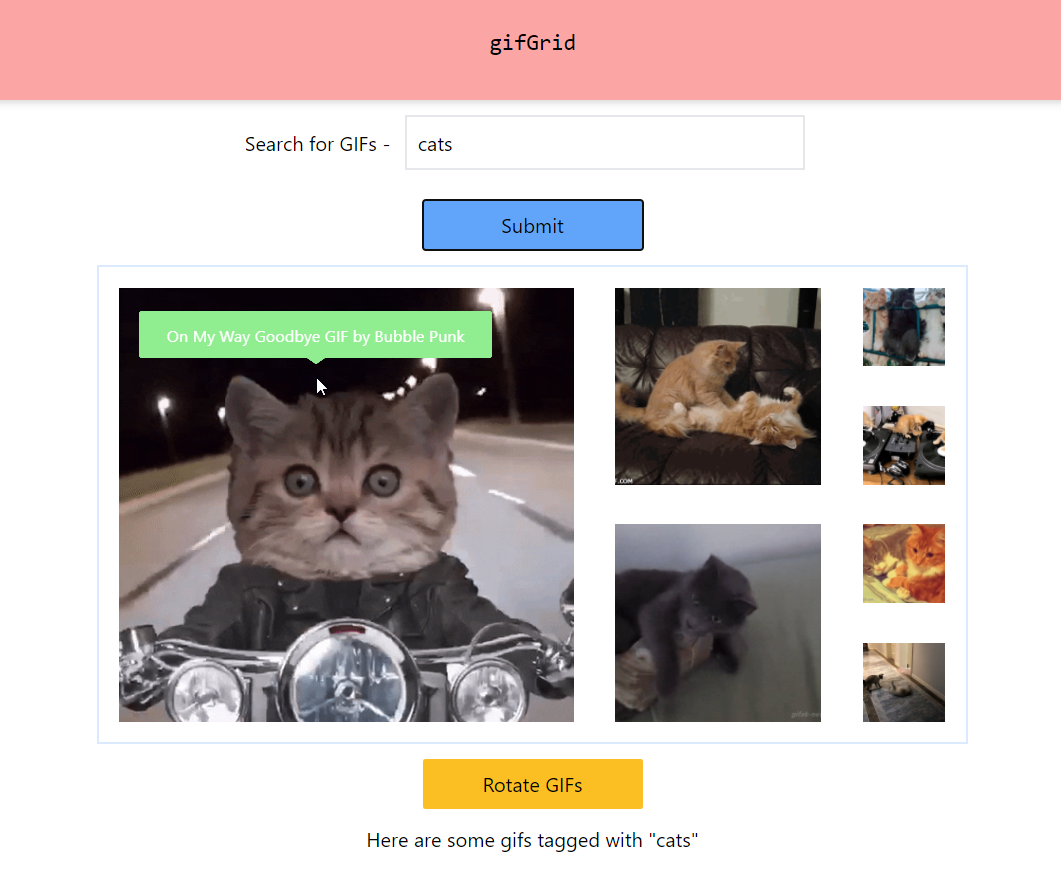 gifGrid
Search for GIFs -
cats
Submit
On My Way Goodbye GIF by Bubble Punk
F.COM
Rotate GIFs
Here are some gifs tagged with "cats"